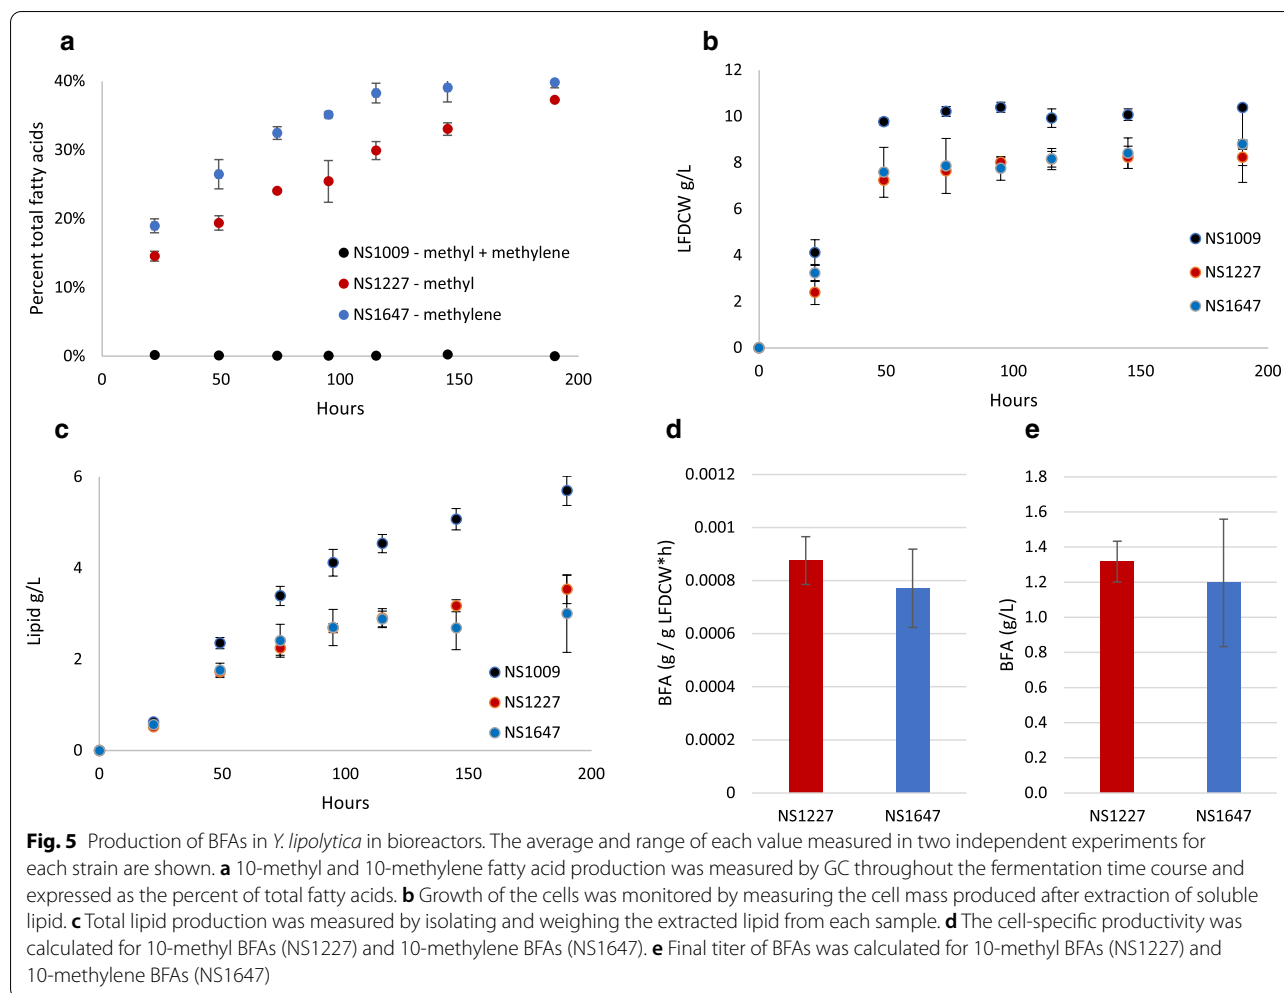 a
40%
30%
20%
10%
0%
Percent total fatty acids
NS1009 - methyl + methylene
NS1227 - methyl
NS1647 - methylene
0 50 100 150 200
Hours
b
12
10
8
6
4
2
0
LFDCW g/L
NS1009
NS1227
NS1647
0 50 100 150 200
Hours
c
6
4
2
0
Lipid g/L
NS1009
NS1227
NS1647
0 50 100 150 200
Hours
d
0.0012
0.001
0.0008
0.0006
0.0004
0.0002
0
BFA (g / g LFDCW*h)
NS1227 NS1647
e
1.8
1.6
1.4
1.2
1.0
0.8
0.6
0.4
0.2
0.0
BFA (g/L)
NS1227 NS1647
Fig. 5 Production of BFAs in Y. lipolytica in bioreactors. The average and range of each value measured in two independent experiments for
each strain are shown. a 10-methyl and 10-methylene fatty acid production was measured by GC throughout the fermentation time course and
expressed as the percent of total fatty acids. b Growth of the cells was monitored by measuring the cell mass produced after extraction of soluble
lipid. c Total lipid production was measured by isolating and weighing the extracted lipid from each sample. d The cell-specific productivity was
calculated for 10-methyl BFAs (NS1227) and 10-methylene BFAs (NS1647). e Final titer of BFAs was calculated for 10-methyl BFAs (NS1227) and
10-methylene BFAs (NS1647)